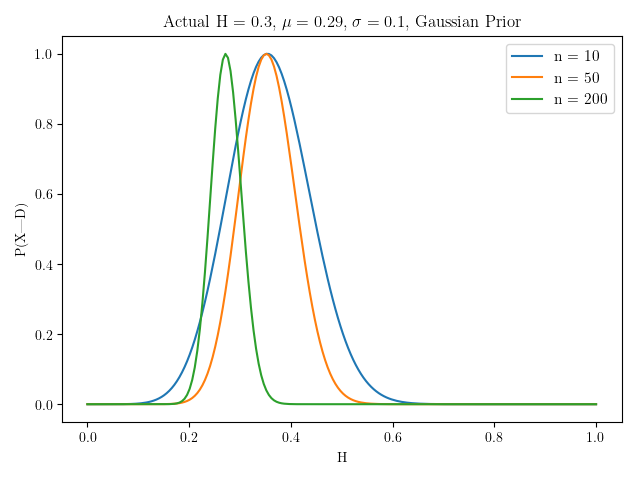 Actual H = 0.3, μ = 0.29, σ = 0.1, Gaussian Prior
n = 10
n = 50
n = 200
P(X—D)
1.0
0.8
0.6
0.4
0.2
0.0
0.0 0.2 0.4 0.6 0.8 1.0
H